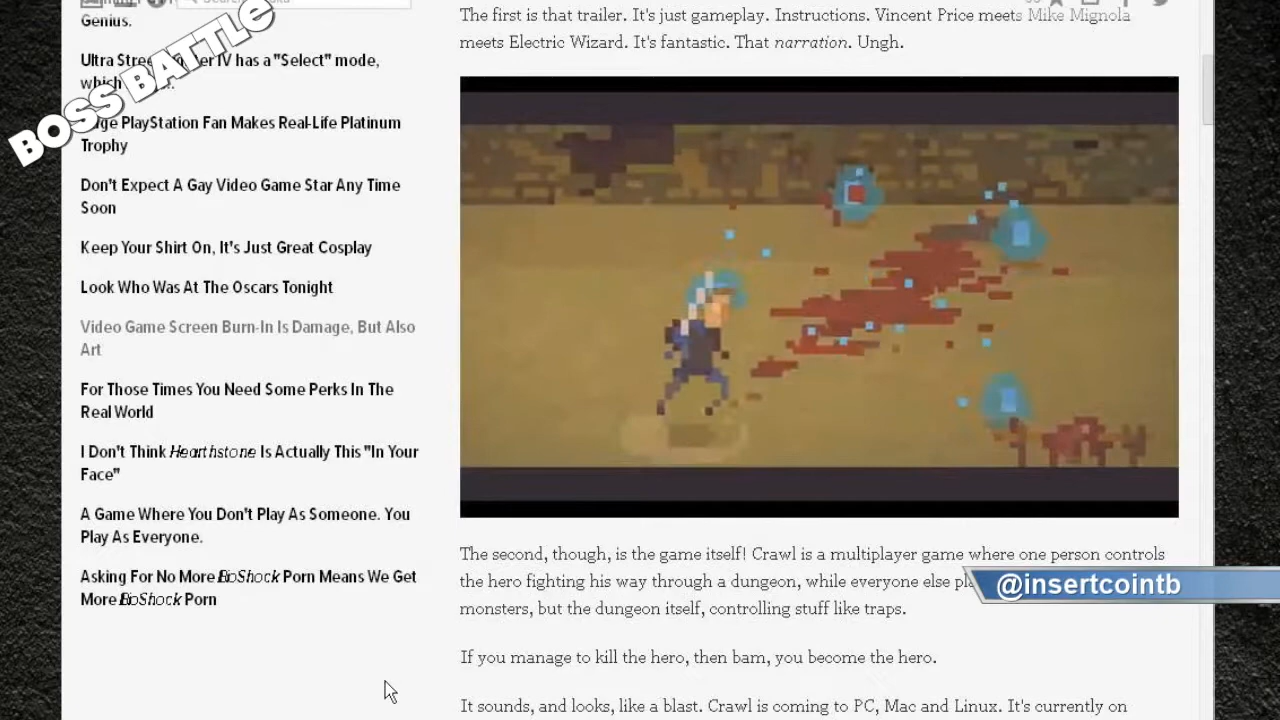 BOSS BATTLE
Genius.
Ultra Street IV has a "Select" mode,
which
Huge PlayStation Fan Makes Real-Life Platinum
Trophy
Don't Expect A Gay Video Game Star Any Time
Soon
Keep Your Shirt On, It's Just Great Cosplay
Look Who Was At The Oscars Tonight
Video Game Screen Burn-In Is Damage, But Also
Art
For Those Times You Need Some Perks In The
Real World
I Don't Think Hearthstone Is Actually This "In Your
Face"
A Game Where You Don't Play As Someone. You
Play As Everyone.
Asking For No More BioShock Porn Means We Get
More BioShock Porn
The first is that trailer. It's just gameplay. Instructions. Vincent Price meets Mike Mignola
meets Electric Wizard. It's fantastic. That narration. Ungh.
The second, though, is the game itself! Crawl is a multiplayer game where one person controls
the hero fighting his way through a dungeon, while everyone else
monsters, but the dungeon itself, controlling stuff like traps.
If you manage to kill the hero, then bam, you become the hero.
It sounds, and looks, like a blast. Crawl is coming to PC, Mac and Linux. It's currently on
@insertcointb